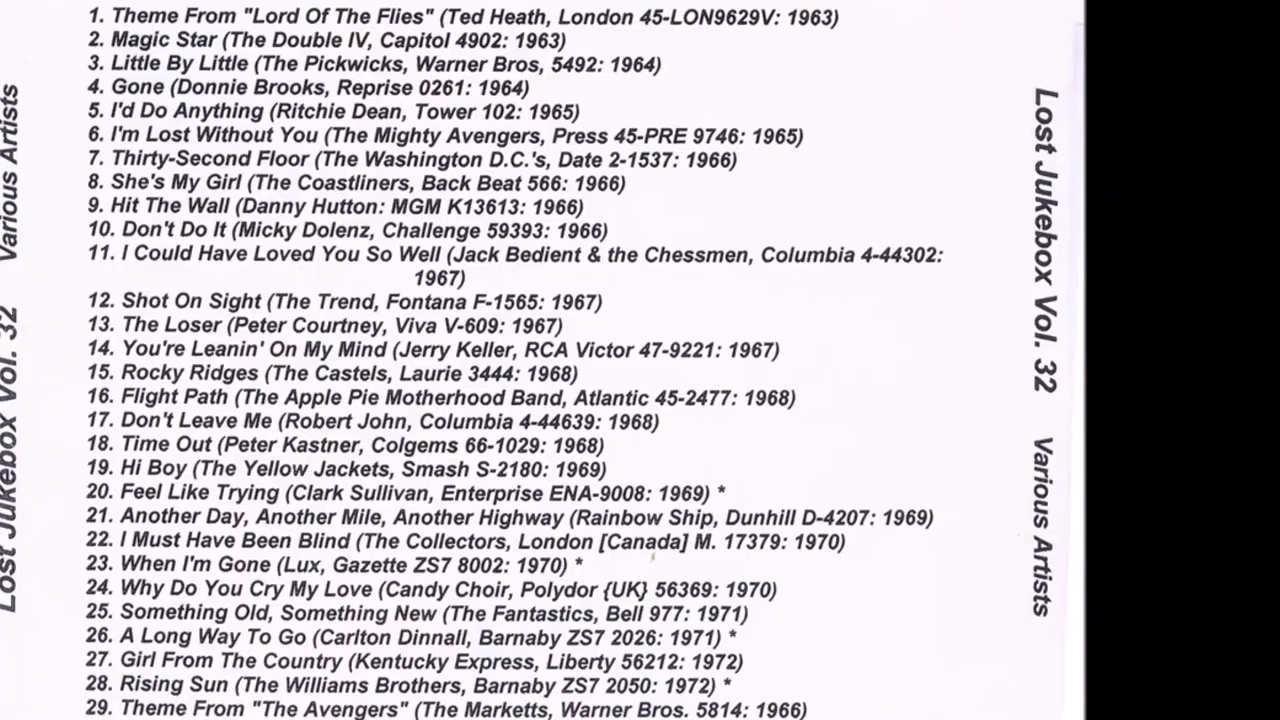 1. Theme From "Lord Of The Flies" (Ted Heath, London 45-LON9629V: 1963)
2. Magic Star (The Double IV, Capitol 4902: 1963)
3. Little By Little (The Pickwicks, Warner Bros, 5492: 1964)
4. Gone (Donnie Brooks, Reprise 0261: 1964)
5. I'd Do Anything (Ritchie Dean, Tower 102: 1965)
6. I'm Lost Without You (The Mighty Avengers, Press 45-PRE 9746: 1965)
7. Thirty-Second Floor (The Washington D.C.'s, Date 2-1537: 1966)
8. She's My Girl (The Coastliners, Back Beat 566: 1966)
9. Hit The Wall (Danny Hutton: MGM K13613: 1966)
10. Don't Do It (Micky Dolenz, Challenge 59393: 1966)
11. I Could Have Loved You So Well (Jack Bedient & the Chessmen, Columbia 4-44302:
1967)
12. Shot On Sight (The Trend, Fontana F-1565: 1967)
13. The Loser (Peter Courtney, Viva V-609: 1967)
14. You're Leanin' On My Mind (Jerry Keller, RCA Victor 47-9221: 1967)
15. Rocky Ridges (The Castels, Laurie 3444: 1968)
16. Flight Path (The Apple Pie Motherhood Band, Atlantic 45-2477: 1968)
17. Don't Leave Me (Robert John, Columbia 4-44639: 1968)
18. Time Out (Peter Kastner, Colgems 66-1029: 1968)
19. Hi Boy (The Yellow Jackets, Smash S-2180: 1969)
20. Feel Like Trying (Clark Sullivan, Enterprise ENA-9008: 1969) *
21. Another Day, Another Mile, Another Highway (Rainbow Ship, Dunhill D-4207: 1969)
22. I Must Have Been Blind (The Collectors, London [Canada] M. 17379: 1970)
23. When I'm Gone (Lux, Gazette ZS7 8002: 1970) *
24. Why Do You Cry My Love (Candy Choir, Polydor {UK} 56369: 1970)
25. Something Old, Something New (The Fantastics, Bell 977: 1971)
26. A Long Way To Go (Carlton Dinnall, Barnaby ZS7 2026: 1971) *
27. Girl From The Country (Kentucky Express, Liberty 56212: 1972)
28. Rising Sun (The Williams Brothers, Barnaby ZS7 2050: 1972) *
29. Theme From "The Avengers" (The Marketts, Warner Bros. 5814: 1966)
Lost Jukebox Vol. 32 Various Artists
Lost Jukebox Vol. 32 Various Artists